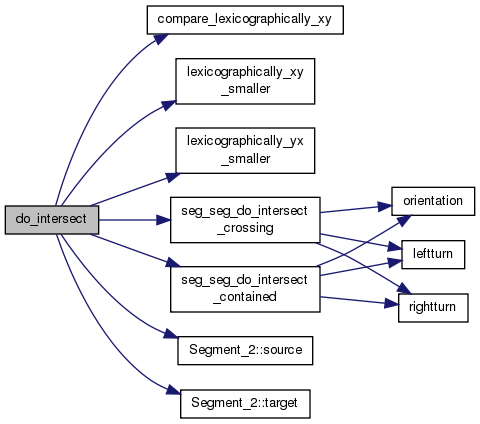 compare_lexicographically_xy
lexicographically_xy
_smaller
lexicographically_yx
_smaller
do_intersect
seg_seg_do_intersect
_crossing
seg_seg_do_intersect
_contained
orientation
leftturn
rightturn
Segment_2::source
Segment_2::target